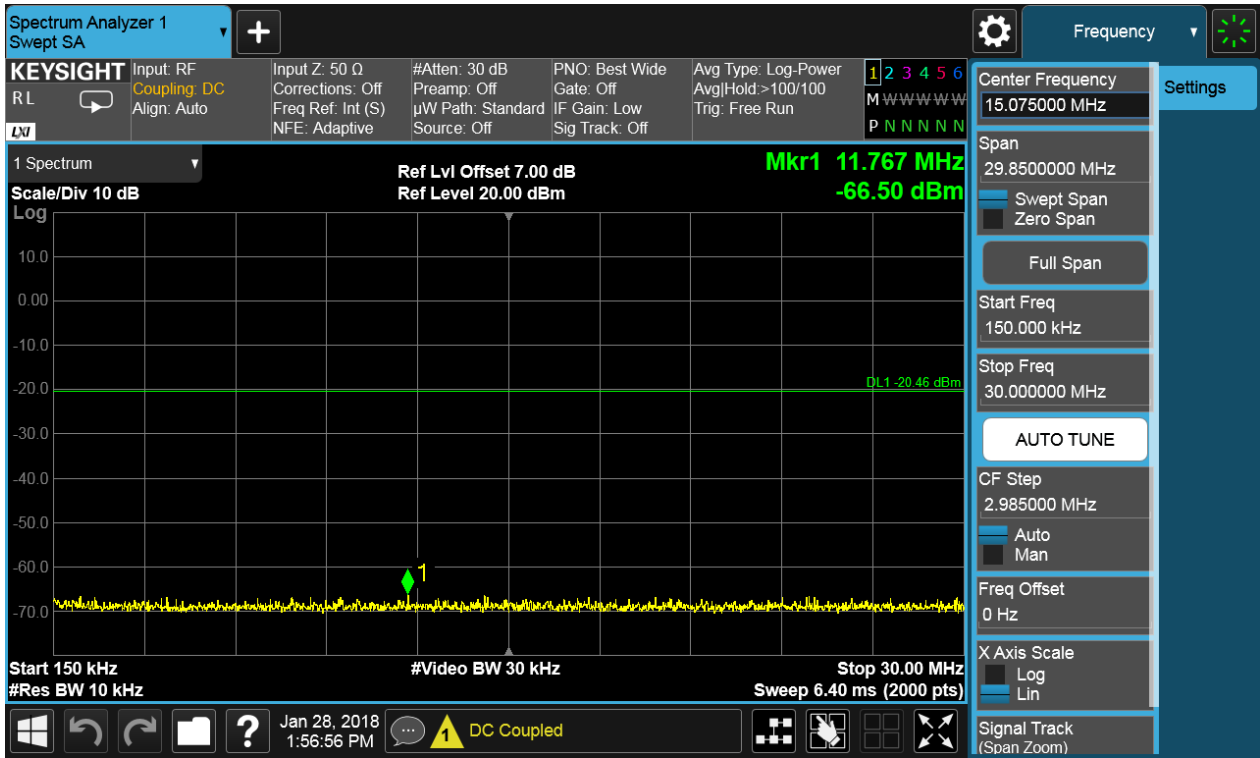 Spectrum Analyzer 1
Swept SA
+
Frequency
KEYSIGHT
RL
LXI
Input: RF
Coupling: DC
Align: Auto
Input Z: 50 Ω
Corrections: Off
Freq Ref: Int (S)
NFE: Adaptive
#Atten: 30 dB
Preamp: Off
µW Path: Standard
Source: Off
PNO: Best Wide
Gate: Off
IF Gain: Low
Sig Track: Off
Avg Type: Log-Power
Avg|Hold:>100/100
Trig: Free Run
1 2 3 4 5 6
M W W W W W
P N N N N N
1 Spectrum
Scale/Div 10 dB
Log
Ref Lvl Offset 7.00 dB
Ref Level 20.00 dBm
Mkr1 11.767 MHz
-66.50 dBm
10.0
0.00
-10.0
-20.0
-30.0
-40.0
-50.0
-60.0
-70.0
DL1 -20.46 dBm
1
Start 150 kHz
#Res BW 10 kHz
#Video BW 30 kHz
Stop 30.00 MHz
Sweep 6.40 ms (2000 pts)
Center Frequency
15.075000 MHz
Settings
Span
29.8500000 MHz
Swept Span
Zero Span
Full Span
Start Freq
150.000 kHz
Stop Freq
30.000000 MHz
AUTO TUNE
CF Step
2.985000 MHz
Auto
Man
Freq Offset
0 Hz
X Axis Scale
Log
Lin
Signal Track
(Span Zoom)
?
Jan 28, 2018
1:56:56 PM
1
DC Coupled